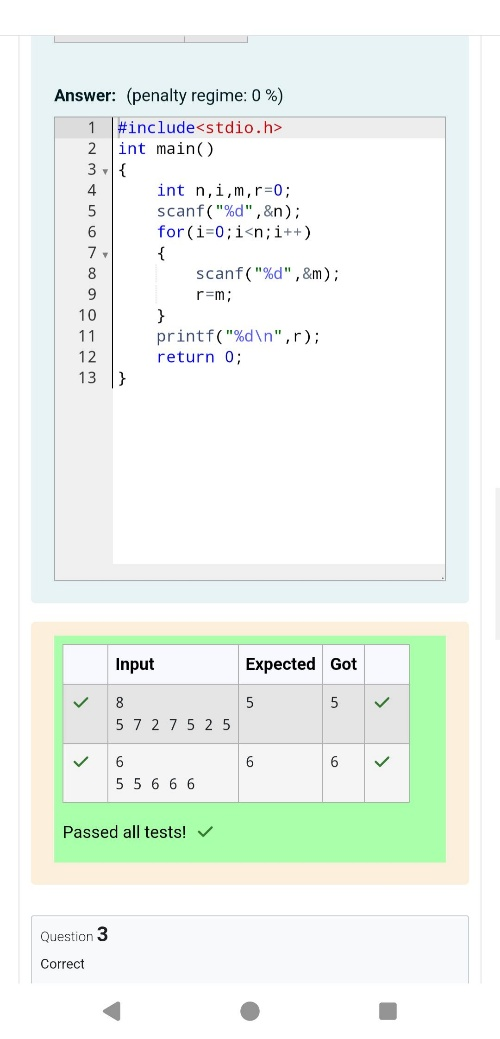 Answer: (penalty regime: 0 %)
1 #include<stdio.h>
2 int main()
3 {
4 int n,i,m,r=0;
5 scanf("%d",&n);
6 for(i=0;i<n;i++)
7 {
8 scanf("%d",&m);
9 r=m;
10 }
11 printf("%d\n",r);
12 return 0;
13 }
Input Expected Got
8 5 5
5 7 2 7 5 2 5
6 6 6
5 5 6 6 6
Passed all tests!
Question 3
Correct